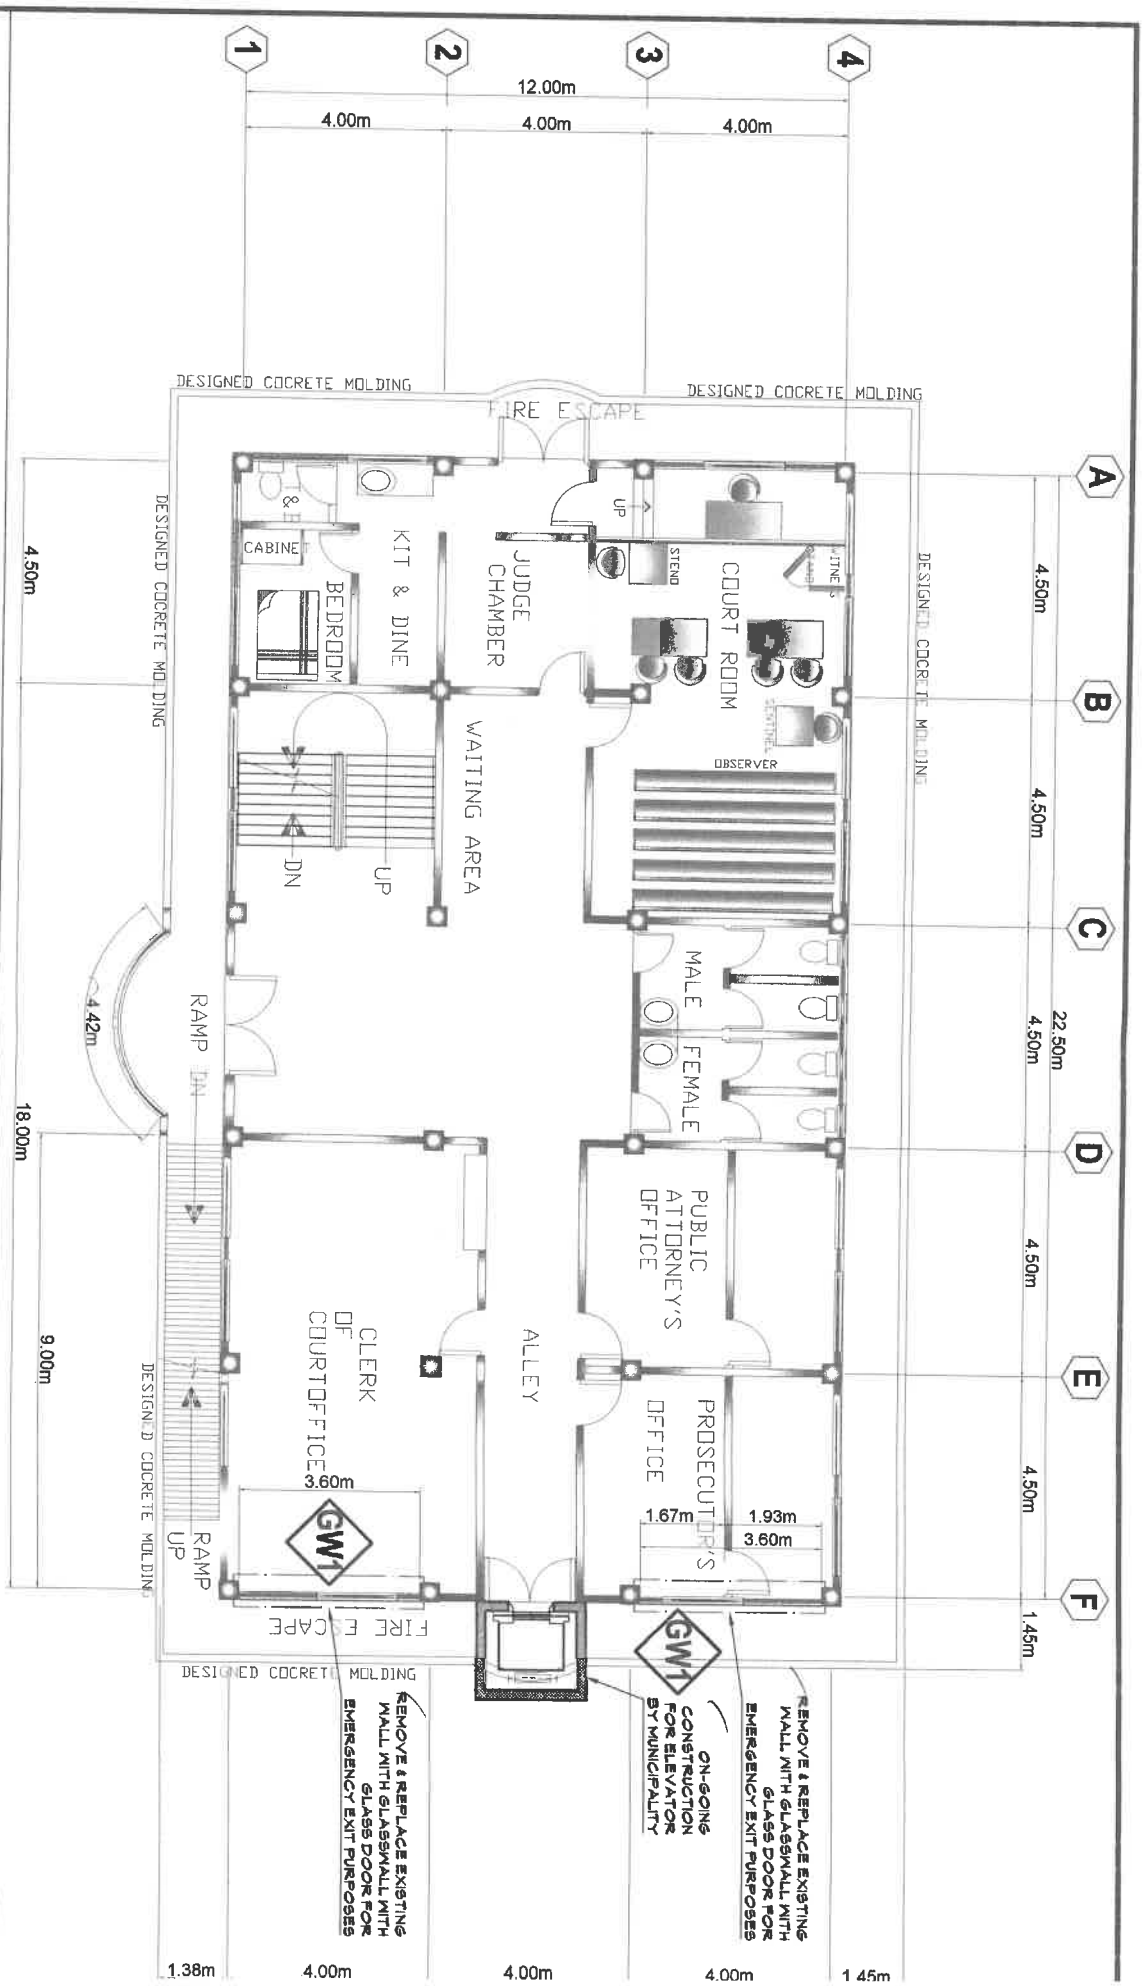 1
2
3
4
12.00m
4.00m
4.00m
4.00m
DESIGNED COCRETE MOLDING
DESIGNED COCRETE MOLDING
FIRE ESCAPE
A
B
C
D
E
F
4.50m
4.50m
22.50m
4.50m
4.50m
4.50m
1.45m
DESIGNED COCRETE MOLDING
DESIGNED COCRETE MOLDING
UP
STENO
COURT ROOM
SENTINEL
OBSERVER
JUDGE
CHAMBER
KIT & DINE
CABINET
BEDROOM
WAITING AREA
UP
DN
MALE
FEMALE
PUBLIC
ATTORNEY'S
OFFICE
PROSECUTOR'S
OFFICE
1.67m
1.93m
3.60m
GW1
ALLEY
CLERK
OF
COURTOFFICE
3.60m
GW1
RAMP DN
RAMP
UP
4.42m
4.50m
18.00m
9.00m
FIRE ESCAPE
DESIGNED COCRETE MOLDIN
DESIGNED COCRETE MOLDING
REMOVE & REPLACE EXISTING
WALL WITH GLASSWALL WITH
GLASS DOOR FOR
EMERGENCY EXIT PURPOSES
ON-GOING
CONSTRUCTION
FOR ELEVATOR
BY MUNICIPALITY
REMOVE & REPLACE EXISTING
WALL WITH GLASSWALL WITH
GLASS DOOR FOR
EMERGENCY EXIT PURPOSES
1.38m
4.00m
4.00m
4.00m
1.45m